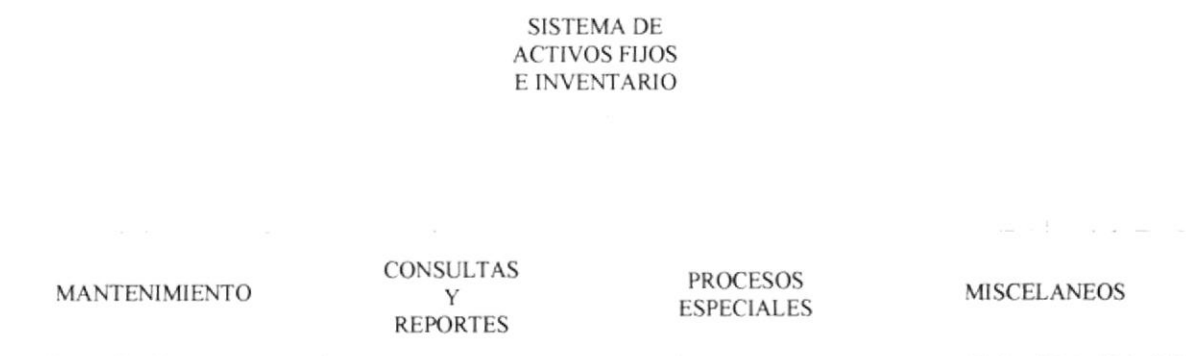 SISTEMA DE
ACTIVOS FIJOS
E INVENTARIO
MANTENIMIENTO
CONSULTAS
Y
REPORTES
PROCESOS
ESPECIALES
MISCELANEOS